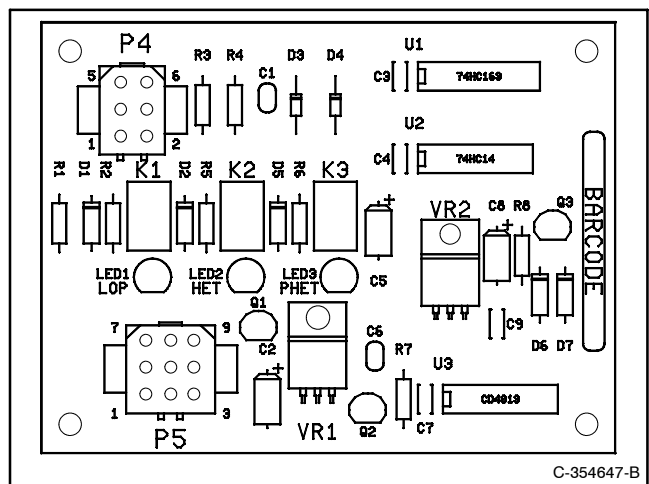 P4
5 6
1 2
R3 R4 C1 D3 D4
U1
C3 74HC163
U2
C4 74HC14
R1 D1 R2 K1 D2 R5 K2 D5 R6 K3
+
C5
VR2 C8 R8 Q3
+
BARCODE
LED1
LOP
LED2
HET
LED3
PHET
C9
D6 D7
7 9
1 3
P5
Q1
C2
+
VR1
C6
Q2
R7
C7
U3
CD4013
C-354647-B